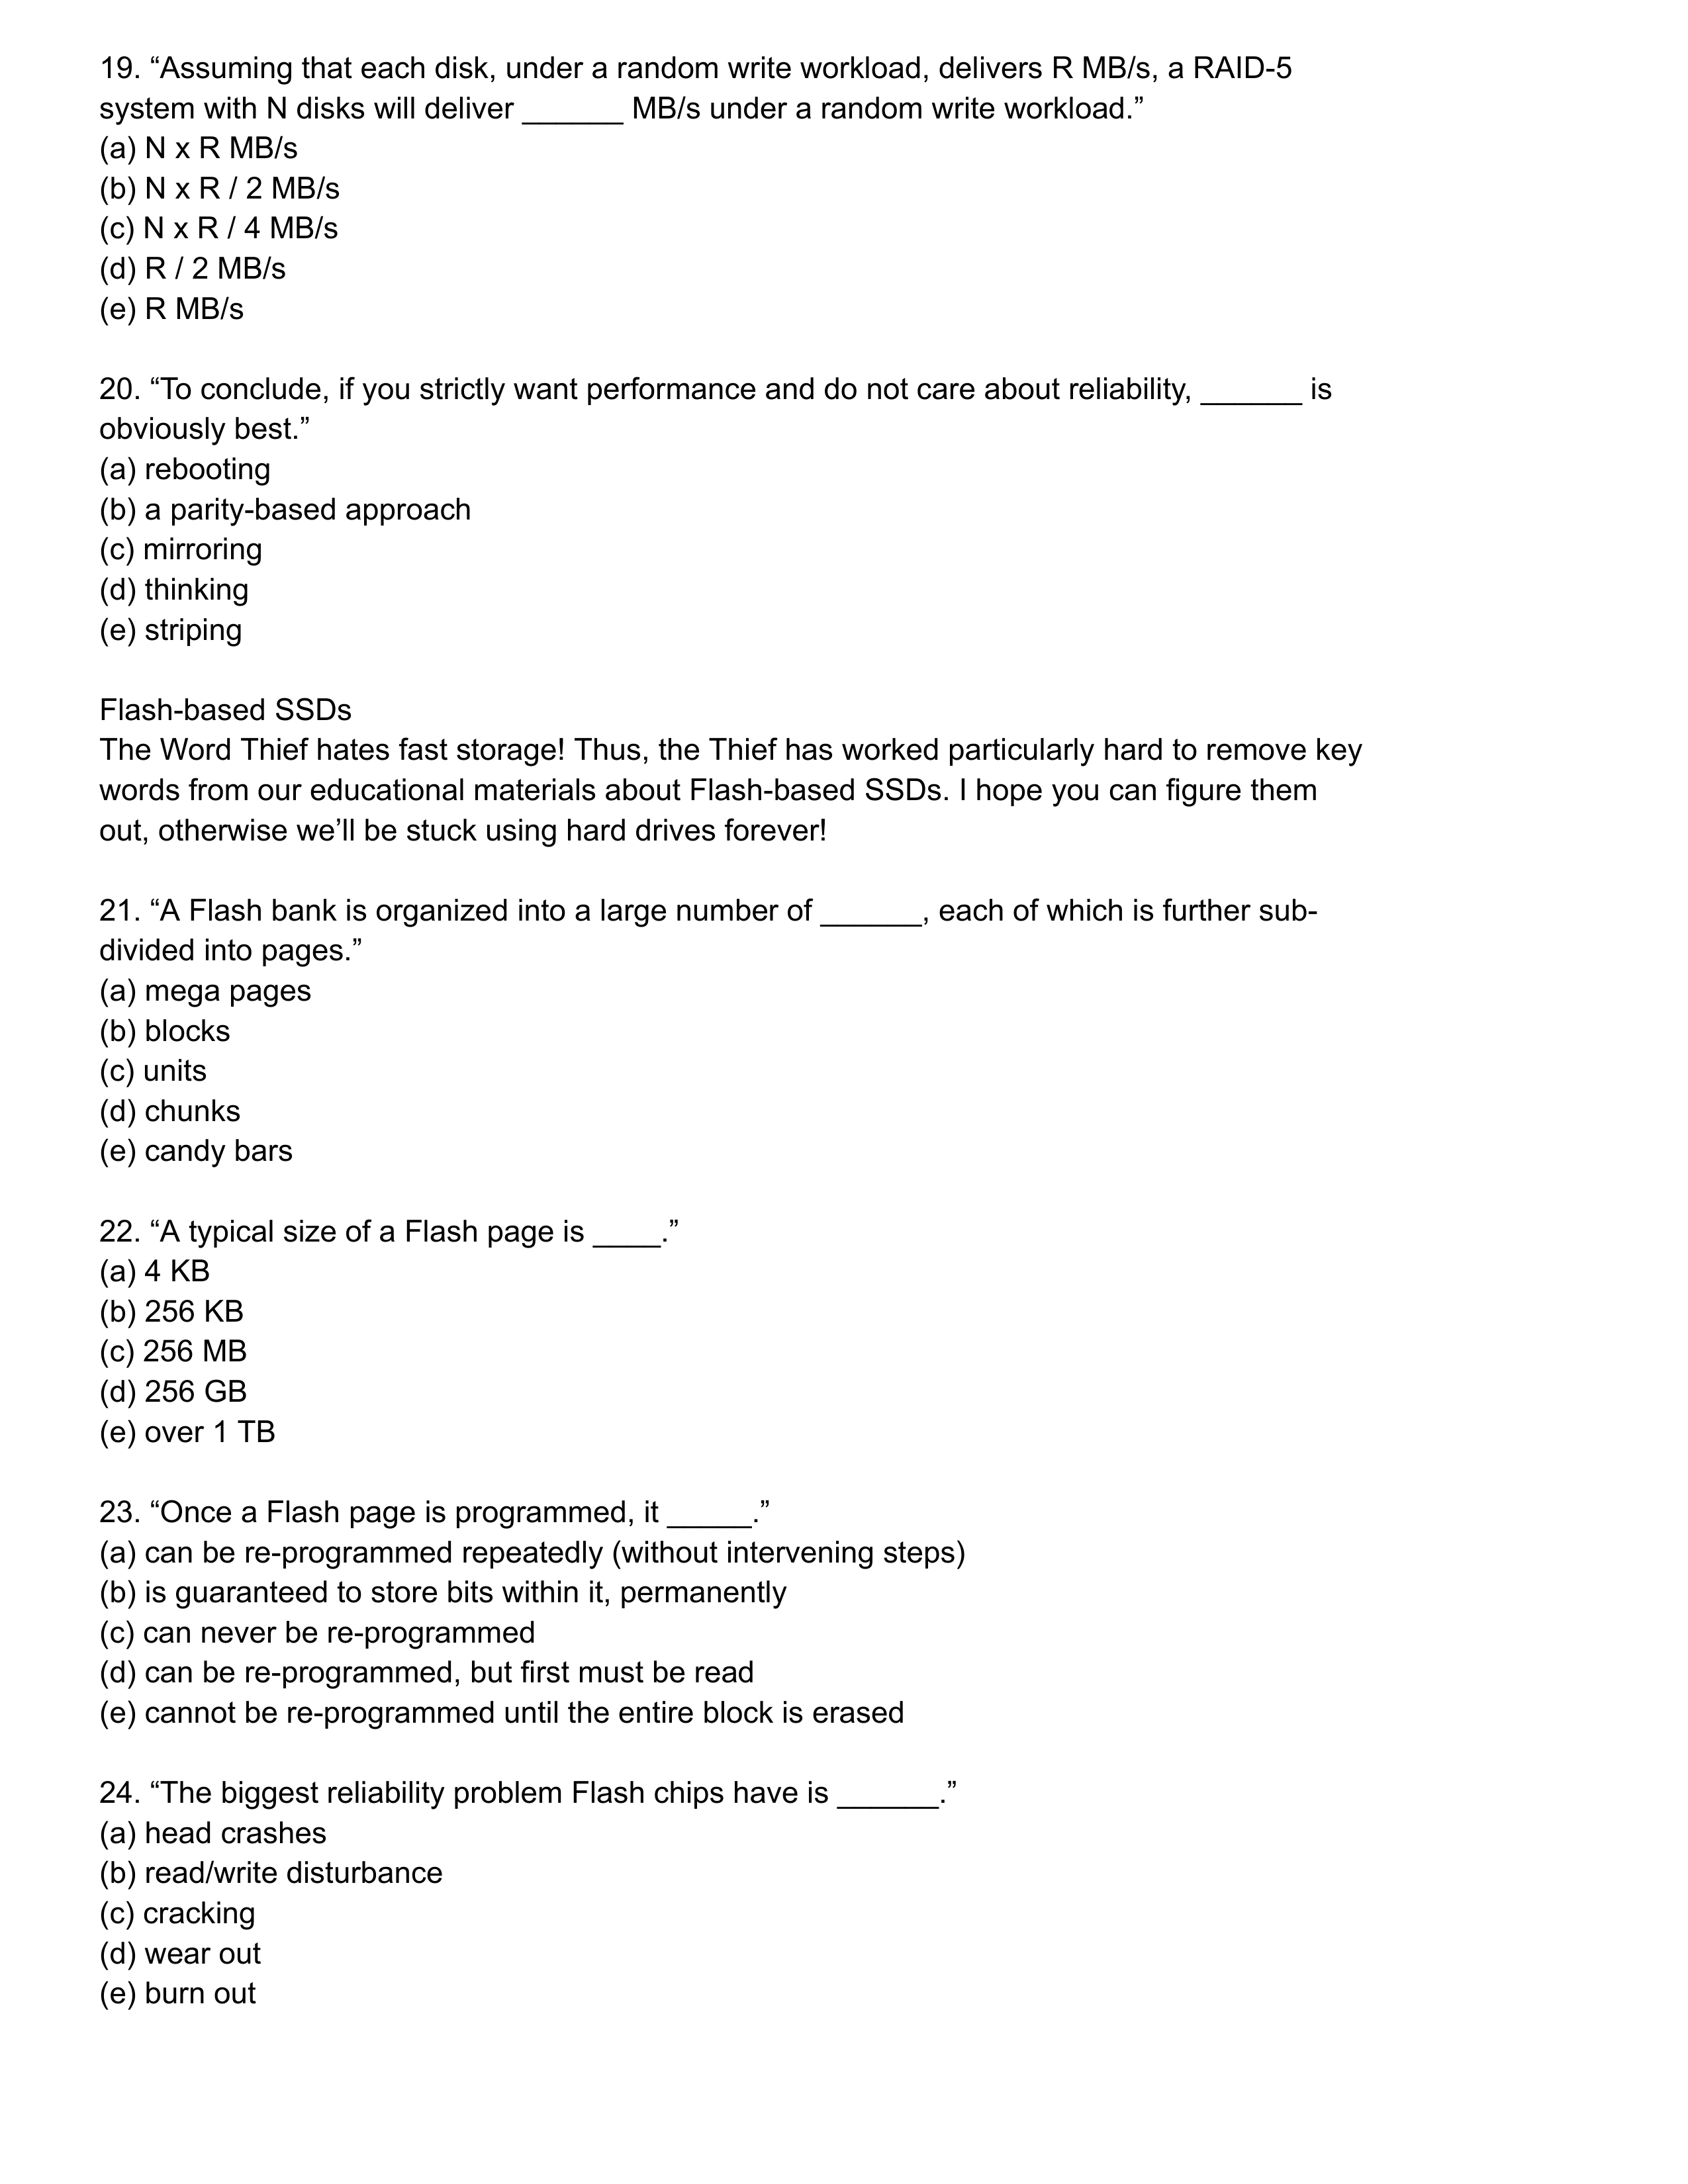 19. “Assuming that each disk, under a random write workload, delivers R MB/s, a RAID-5
system with N disks will deliver ______ MB/s under a random write workload.”
(a) N x R MB/s
(b) N x R / 2 MB/s
(c) N x R / 4 MB/s
(d) R / 2 MB/s
(e) R MB/s
20. “To conclude, if you strictly want performance and do not care about reliability, ______ is
obviously best.”
(a) rebooting
(b) a parity-based approach
(c) mirroring
(d) thinking
(e) striping
Flash-based SSDs
The Word Thief hates fast storage! Thus, the Thief has worked particularly hard to remove key
words from our educational materials about Flash-based SSDs. I hope you can figure them
out, otherwise we’ll be stuck using hard drives forever!
21. “A Flash bank is organized into a large number of ______, each of which is further sub-
divided into pages.”
(a) mega pages
(b) blocks
(c) units
(d) chunks
(e) candy bars
22. “A typical size of a Flash page is ____.”
(a) 4 KB
(b) 256 KB
(c) 256 MB
(d) 256 GB
(e) over 1 TB
23. “Once a Flash page is programmed, it _____.”
(a) can be re-programmed repeatedly (without intervening steps)
(b) is guaranteed to store bits within it, permanently
(c) can never be re-programmed
(d) can be re-programmed, but first must be read
(e) cannot be re-programmed until the entire block is erased
24. “The biggest reliability problem Flash chips have is ______.”
(a) head crashes
(b) read/write disturbance
(c) cracking
(d) wear out
(e) burn out